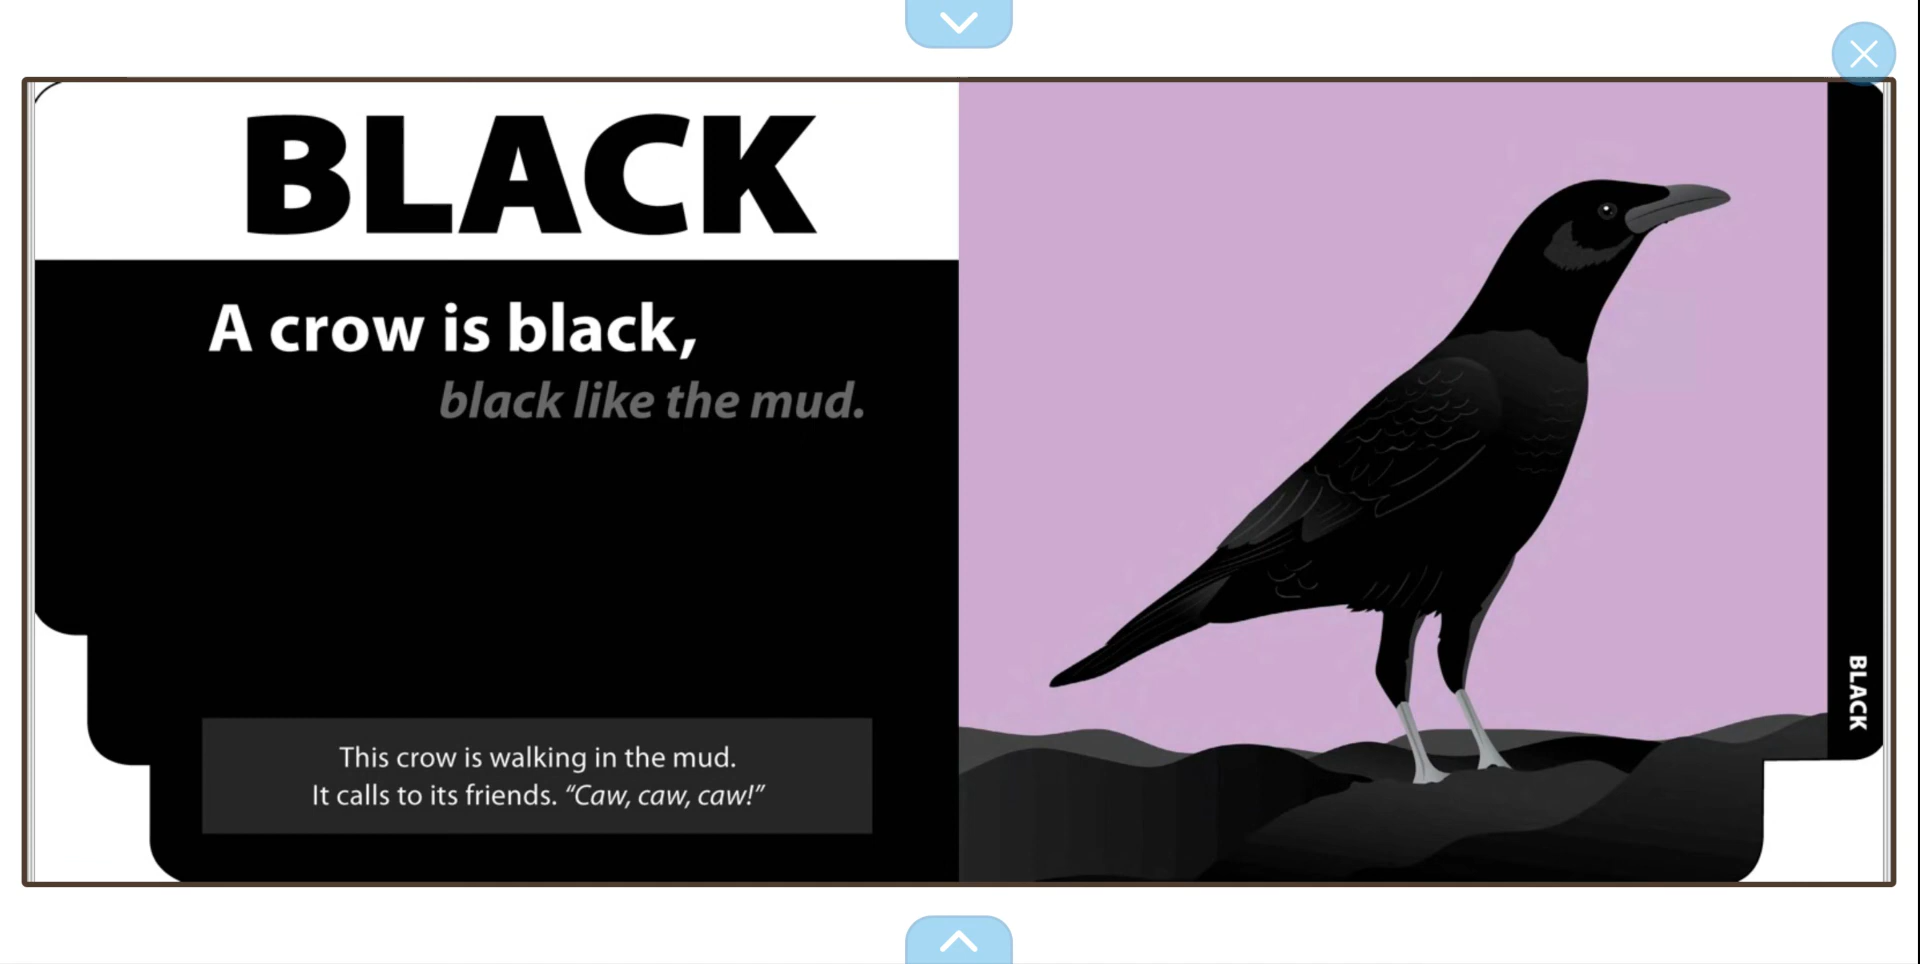 BLACK
A crow is black,
black like the mud.
This crow is walking in the mud.
It calls to its friends. “Caw, caw, caw!”
BLACK